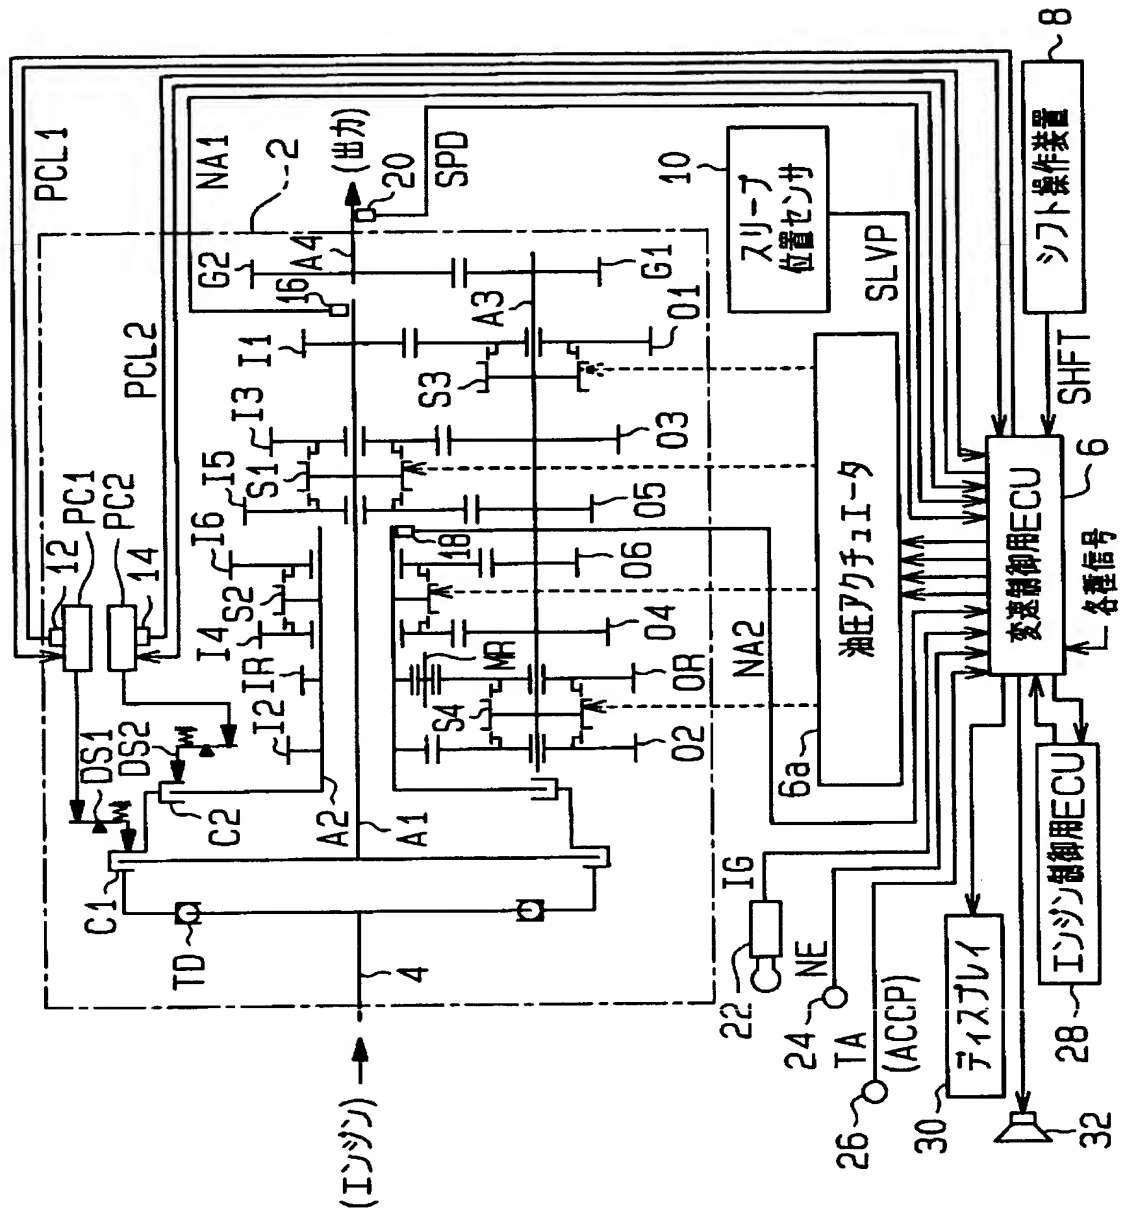 PCL1
NA1
2
(出力)
20
SPD
PCL2
G2
A4
16
G1
A3
I1
O1
S3
I3
S1
O3
I5
O5
I6
18
O6
S2
I4
O4
IR
MR
OR
I2
S4
O2
12
PC1
PC2
14
DS1
DS2
C2
C1
A2
A1
TD
4
(エンジン)
NA2
10
スリーブ
位置センサ
SLVP
8
シフト操作装置
SHFT
油圧アクチュエータ
6a
変速制御用ECU
6
各種信号
IG
22
NE
24
TA
(ACCP)
26
ディスプレイ
30
エンジン制御用ECU
28
32